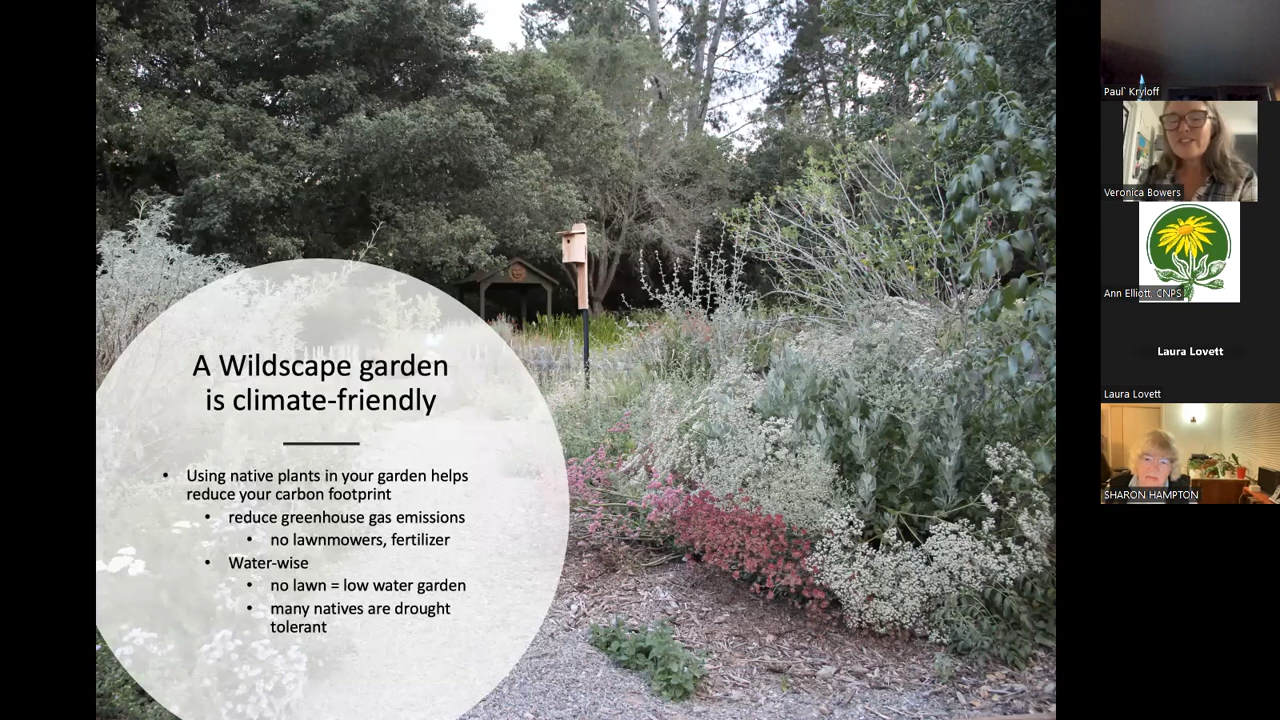 A Wildscape garden
is climate-friendly
• Using native plants in your garden helps
reduce your carbon footprint
• reduce greenhouse gas emissions
• no lawnmowers, fertilizer
• Water-wise
• no lawn = low water garden
• many natives are drought
tolerant
Paul` Kryloff
Veronica Bowers
Ann Elliott, CNPS
Laura Lovett
Laura Lovett
SHARON HAMPTON